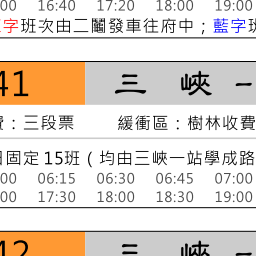 00 16:40 17:20 18:00 18:40
字班次由二鬮發車往府中；藍字班
41 三 峽 -
費：三段票 緩衝區：樹林收費
固定15班（均由三峽一站學成路
00 06:15 06:30 06:45 07:00
00 17:30 18:00 18:30 19:00
42 三 峽 -